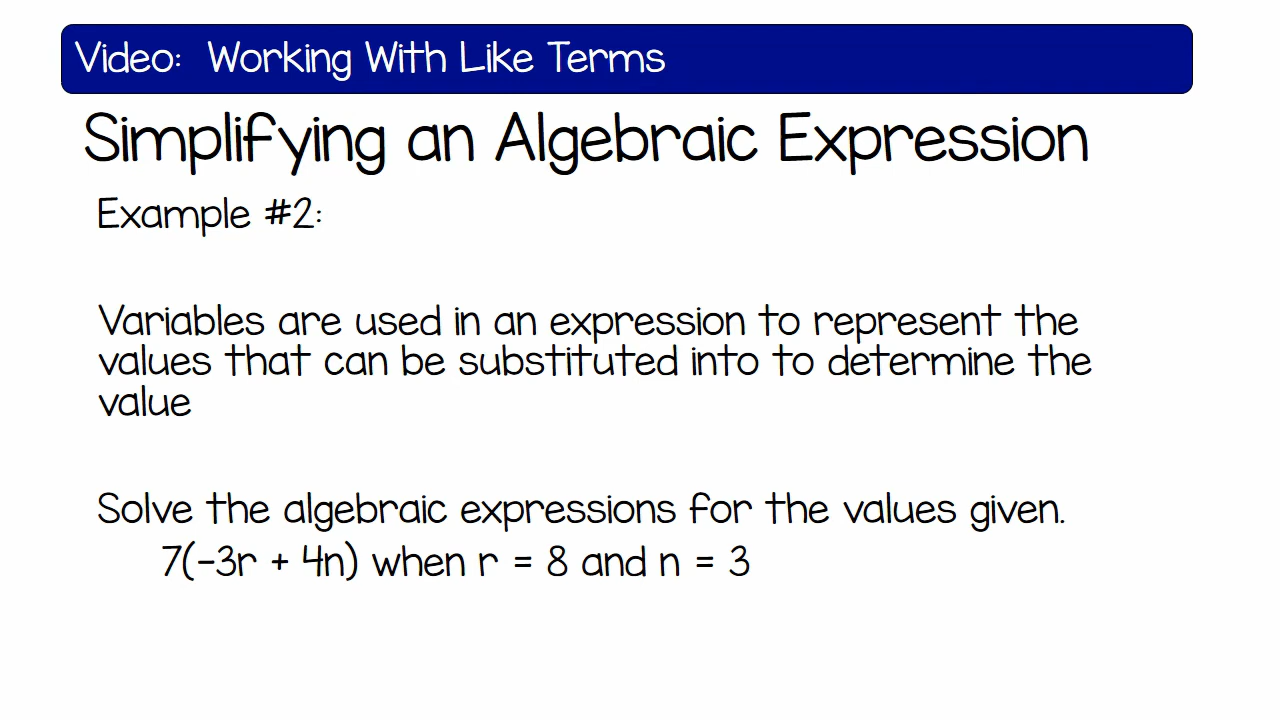 Video: Working With Like Terms
Simplifying an Algebraic Expression
Example #2:
Variables are used in an expression to represent the
values that can be substituted into to determine the
value
Solve the algebraic expressions for the values given.
7(-3r + 4n) when r = 8 and n = 3